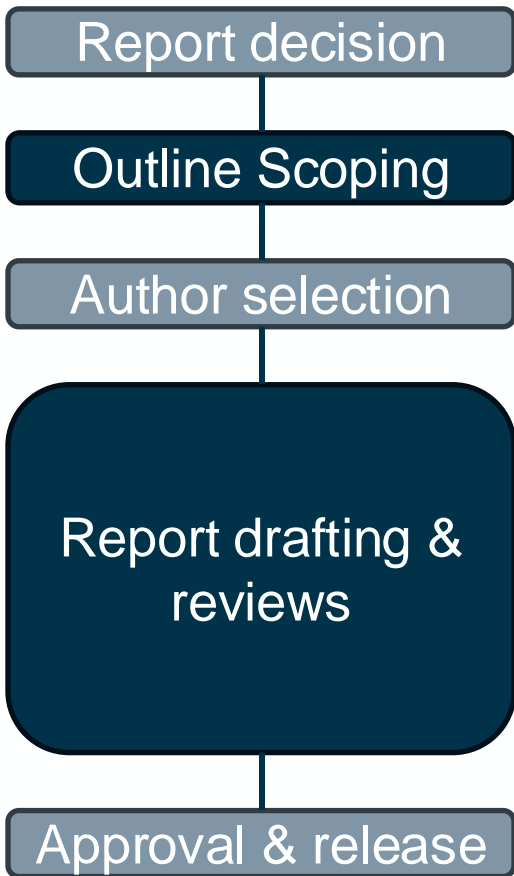 Report decision
Outline Scoping
Author selection
Report drafting &
reviews
Approval & release